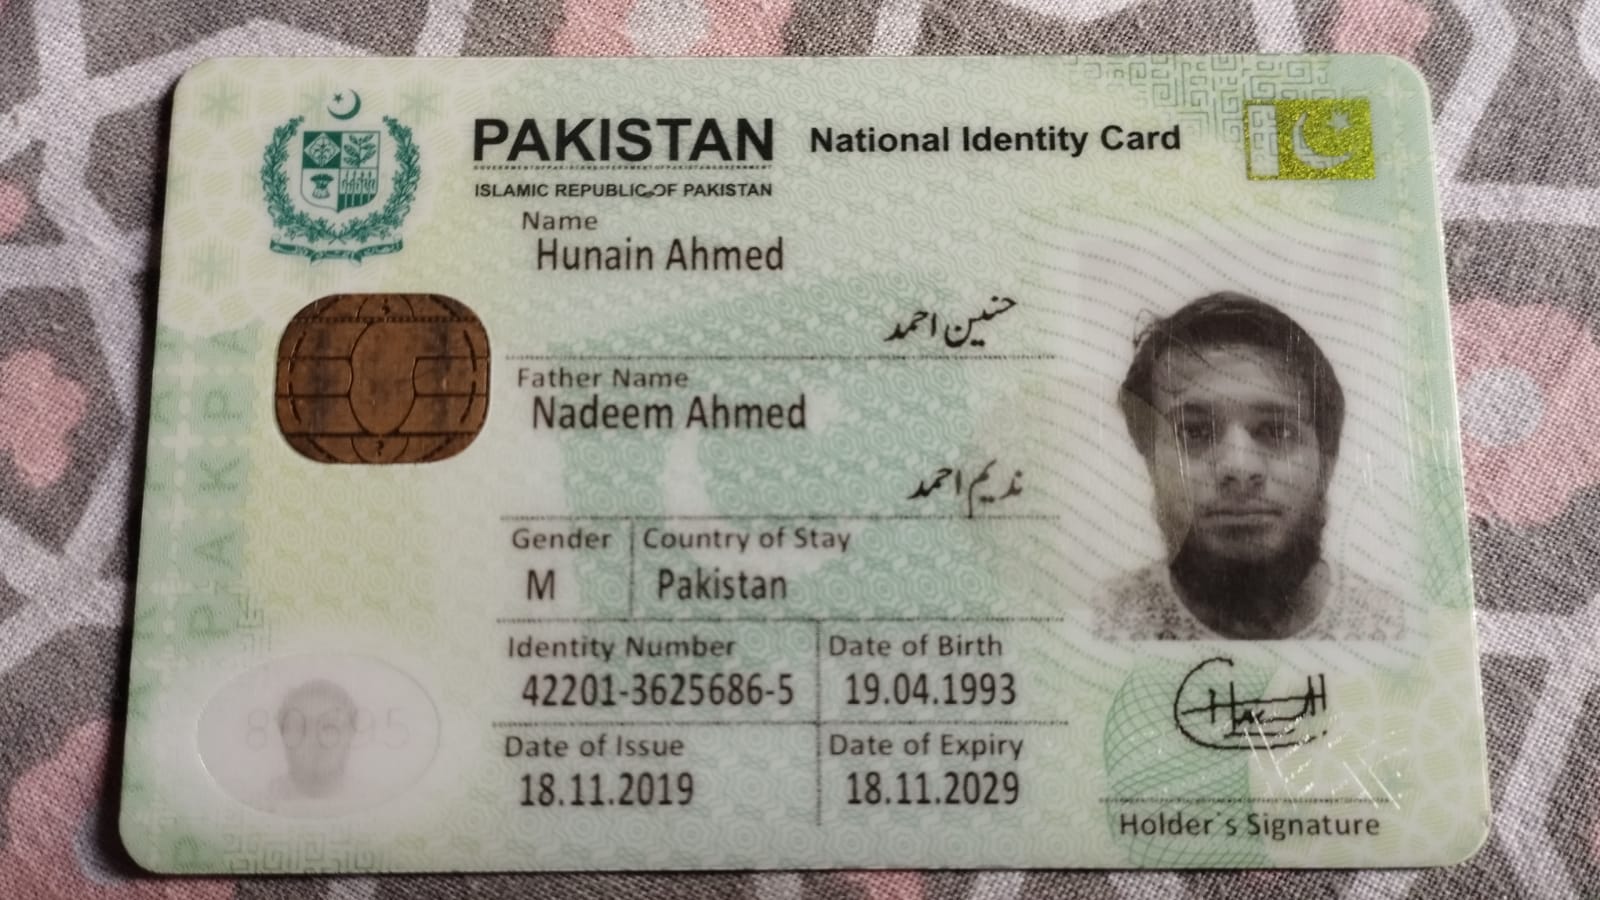 PAKISTAN National Identity Card
ISLAMIC REPUBLIC OF PAKISTAN
Name
Hunain Ahmed
حنین احمد
Father Name
Nadeem Ahmed
ندیم احمد
Gender Country of Stay
M Pakistan
Identity Number Date of Birth
42201-3625686-5 19.04.1993
Date of Issue Date of Expiry
18.11.2019 18.11.2029
Holder's Signature